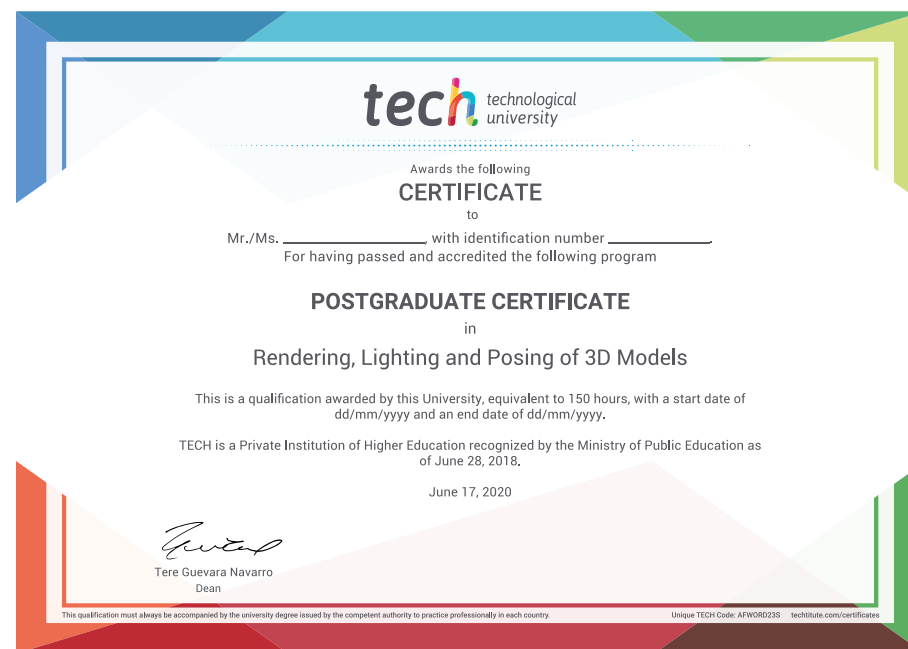 tech technological
university
Awards the following
CERTIFICATE
to
Mr./Ms. ____________, with identification number ____________.
For having passed and accredited the following program
POSTGRADUATE CERTIFICATE
in
Rendering, Lighting and Posing of 3D Models
This is a qualification awarded by this University, equivalent to 150 hours, with a start date of
dd/mm/yyyy and an end date of dd/mm/yyyy.
TECH is a Private Institution of Higher Education recognized by the Ministry of Public Education as
of June 28, 2018.
June 17, 2020
Tere Guevara Navarro
Dean
This qualification must always be accompanied by the university degree issued by the competent authority to practice professionally in each country. Unique TECH Code: AFWORD23S techtitute.com/certificates